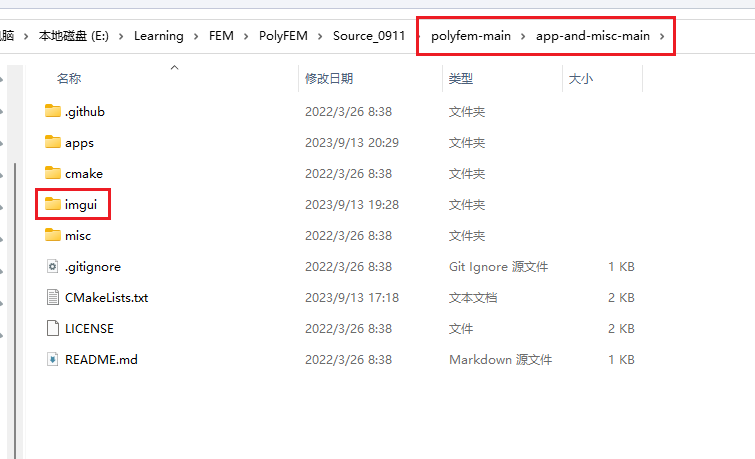 脑 > 本地磁盘 (E:) > Learning > FEM > PolyFEM > Source_0911 > polyfem-main > app-and-misc-main >
名称 修改日期 类型 大小
.github 2022/3/26 8:38 文件夹
apps 2023/9/13 20:29 文件夹
cmake 2022/3/26 8:38 文件夹
imgui 2023/9/13 19:28 文件夹
misc 2022/3/26 8:38 文件夹
.gitignore 2022/3/26 8:38 Git Ignore 源文件 1 KB
CMakeLists.txt 2023/9/13 17:18 文本文档 2 KB
LICENSE 2022/3/26 8:38 文件 2 KB
README.md 2022/3/26 8:38 Markdown 源文件 1 KB